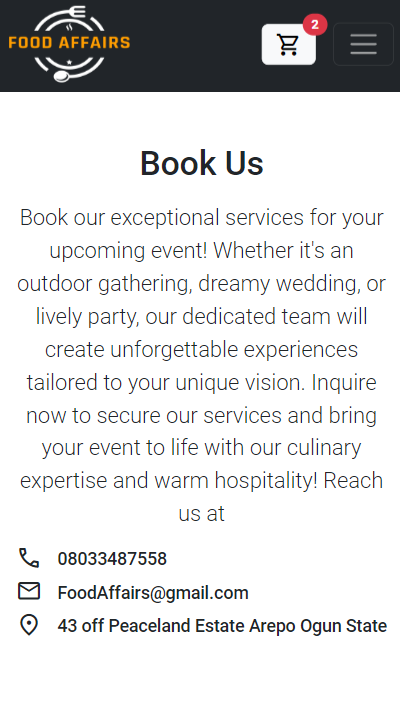 FOOD AFFAIRS
2
Book Us
Book our exceptional services for your
upcoming event! Whether it's an
outdoor gathering, dreamy wedding, or
lively party, our dedicated team will
create unforgettable experiences
tailored to your unique vision. Inquire
now to secure our services and bring
your event to life with our culinary
expertise and warm hospitality! Reach
us at
08033487558
FoodAffairs@gmail.com
43 off Peaceland Estate Arepo Ogun State